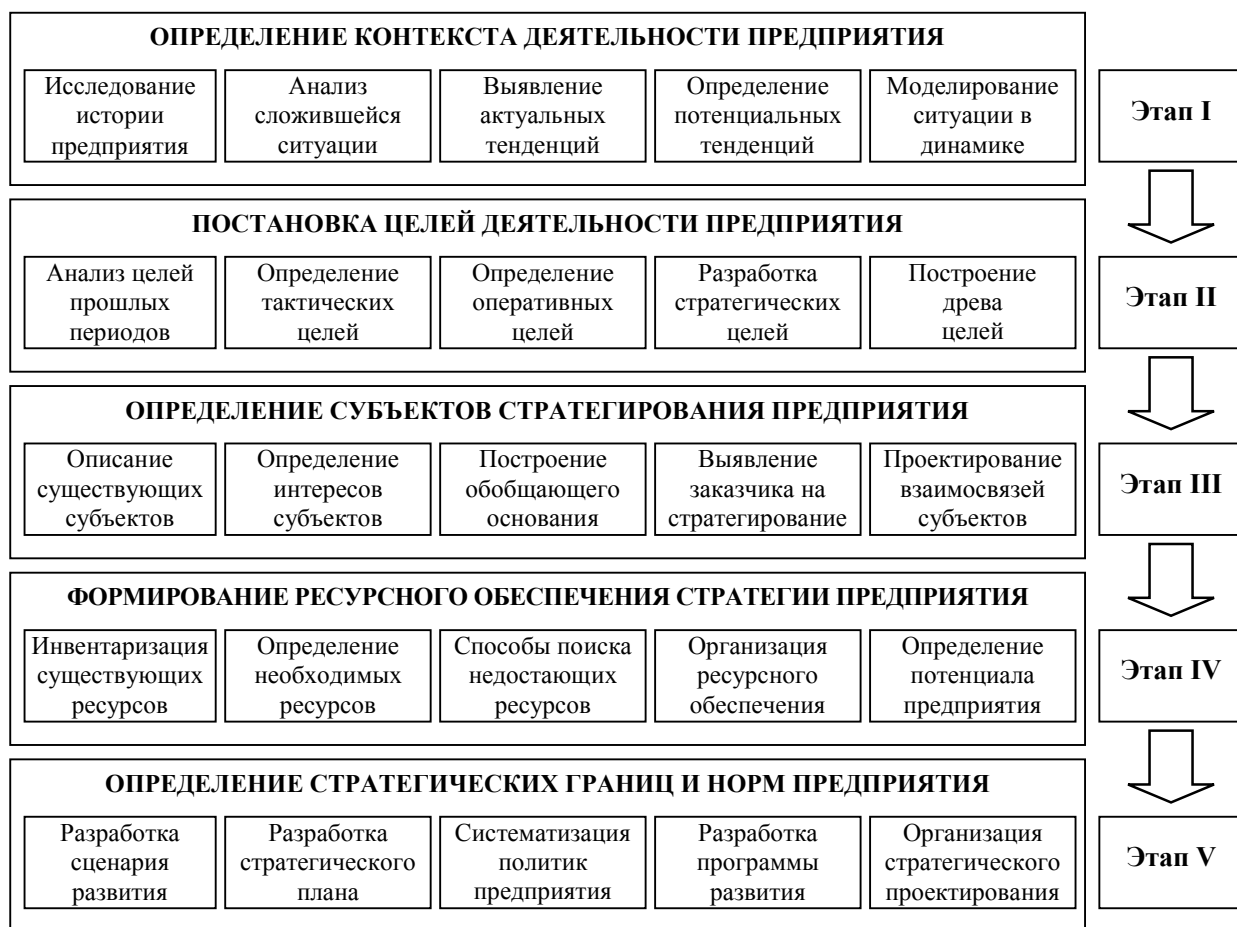 ОПРЕДЕЛЕНИЕ КОНТЕКСТА ДЕЯТЕЛЬНОСТИ ПРЕДПРИЯТИЯ
Исследование
истории
предприятия
Анализ
сложившейся
ситуации
Выявление
актуальных
тенденций
Определение
потенциальных
тенденций
Моделирование
ситуации в
динамике
Этап I
ПОСТАНОВКА ЦЕЛЕЙ ДЕЯТЕЛЬНОСТИ ПРЕДПРИЯТИЯ
Анализ целей
прошлых
периодов
Определение
тактических
целей
Определение
оперативных
целей
Разработка
стратегических
целей
Построение
древа
целей
Этап II
ОПРЕДЕЛЕНИЕ СУБЪЕКТОВ СТРАТЕГИРОВАНИЯ ПРЕДПРИЯТИЯ
Описание
существующих
субъектов
Определение
интересов
субъектов
Построение
обобщающего
основания
Выявление
заказчика на
стратегирование
Проектирование
взаимосвязей
субъектов
Этап III
ФОРМИРОВАНИЕ РЕСУРСНОГО ОБЕСПЕЧЕНИЯ СТРАТЕГИИ ПРЕДПРИЯТИЯ
Инвентаризация
существующих
ресурсов
Определение
необходимых
ресурсов
Способы поиска
недостающих
ресурсов
Организация
ресурсного
обеспечения
Определение
потенциала
предприятия
Этап IV
ОПРЕДЕЛЕНИЕ СТРАТЕГИЧЕСКИХ ГРАНИЦ И НОРМ ПРЕДПРИЯТИЯ
Разработка
сценария
развития
Разработка
стратегического
плана
Систематизация
политик
предприятия
Разработка
программы
развития
Организация
стратегического
проектирования
Этап V